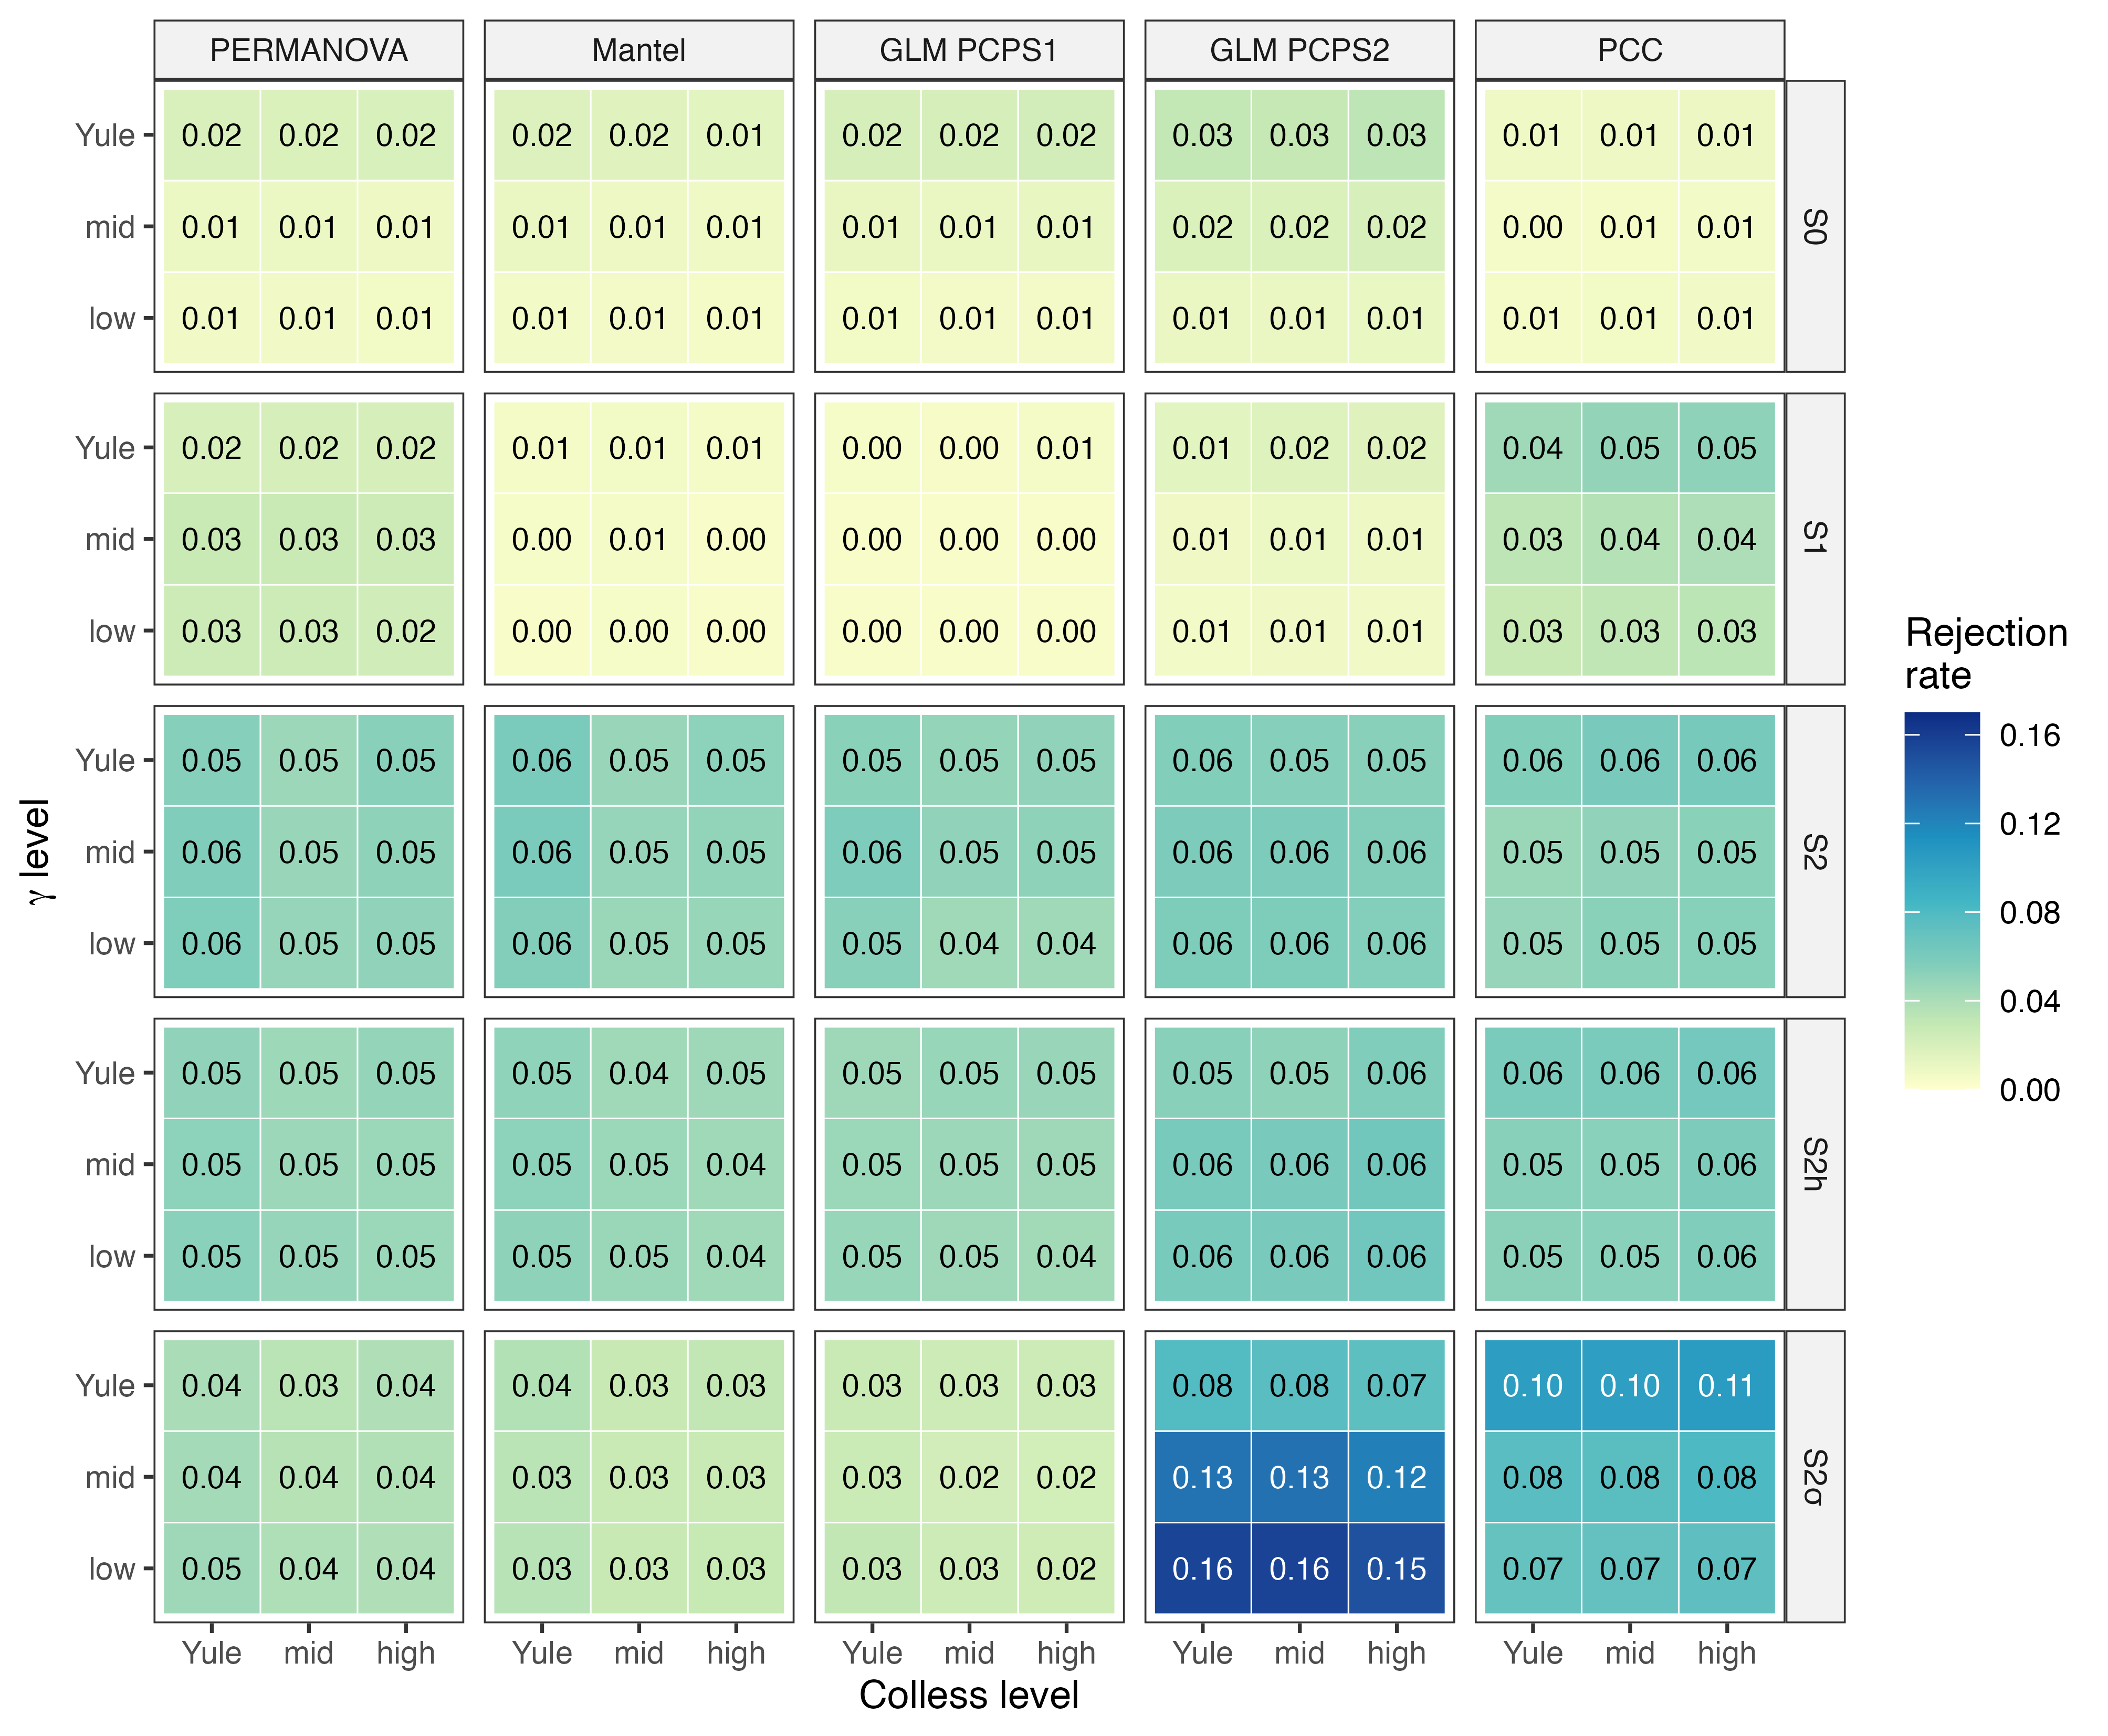 PERMANOVA Mantel GLM PCPS1 GLM PCPS2 PCC
Yule 0.02 0.02 0.02 0.02 0.02 0.01 0.02 0.02 0.02 0.03 0.03 0.03 0.01 0.01 0.01
mid 0.01 0.01 0.01 0.01 0.01 0.01 0.01 0.01 0.01 0.02 0.02 0.02 0.00 0.01 0.01
S0
low 0.01 0.01 0.01 0.01 0.01 0.01 0.01 0.01 0.01 0.01 0.01 0.01 0.01 0.01 0.01
Yule 0.02 0.02 0.02 0.01 0.01 0.01 0.00 0.00 0.01 0.01 0.02 0.02 0.04 0.05 0.05
mid 0.03 0.03 0.03 0.00 0.01 0.00 0.00 0.00 0.00 0.01 0.01 0.01 0.03 0.04 0.04
S1
low 0.03 0.03 0.02 0.00 0.00 0.00 0.00 0.00 0.00 0.01 0.01 0.01 0.03 0.03 0.03
Yule 0.05 0.05 0.05 0.06 0.05 0.05 0.05 0.05 0.05 0.06 0.05 0.05 0.06 0.06 0.06
mid 0.06 0.05 0.05 0.06 0.05 0.05 0.06 0.05 0.05 0.06 0.06 0.06 0.05 0.05 0.05
S2
low 0.06 0.05 0.05 0.06 0.05 0.05 0.05 0.04 0.04 0.06 0.06 0.06 0.05 0.05 0.05
Yule 0.05 0.05 0.05 0.05 0.04 0.05 0.05 0.05 0.05 0.05 0.05 0.06 0.06 0.06 0.06
mid 0.05 0.05 0.05 0.05 0.05 0.04 0.05 0.05 0.05 0.06 0.06 0.06 0.05 0.05 0.06
S2h
low 0.05 0.05 0.05 0.05 0.05 0.04 0.05 0.05 0.04 0.06 0.06 0.06 0.05 0.05 0.06
Yule 0.04 0.03 0.04 0.04 0.03 0.03 0.03 0.03 0.03 0.08 0.08 0.07 0.10 0.10 0.11
mid 0.04 0.04 0.04 0.03 0.03 0.03 0.03 0.02 0.02 0.13 0.13 0.12 0.08 0.08 0.08
S2σ
low 0.05 0.04 0.04 0.03 0.03 0.03 0.03 0.03 0.02 0.16 0.16 0.15 0.07 0.07 0.07
Yule mid high Yule mid high Yule mid high Yule mid high Yule mid high
Colless level
γ level
Rejection
rate
0.16
0.12
0.08
0.04
0.00